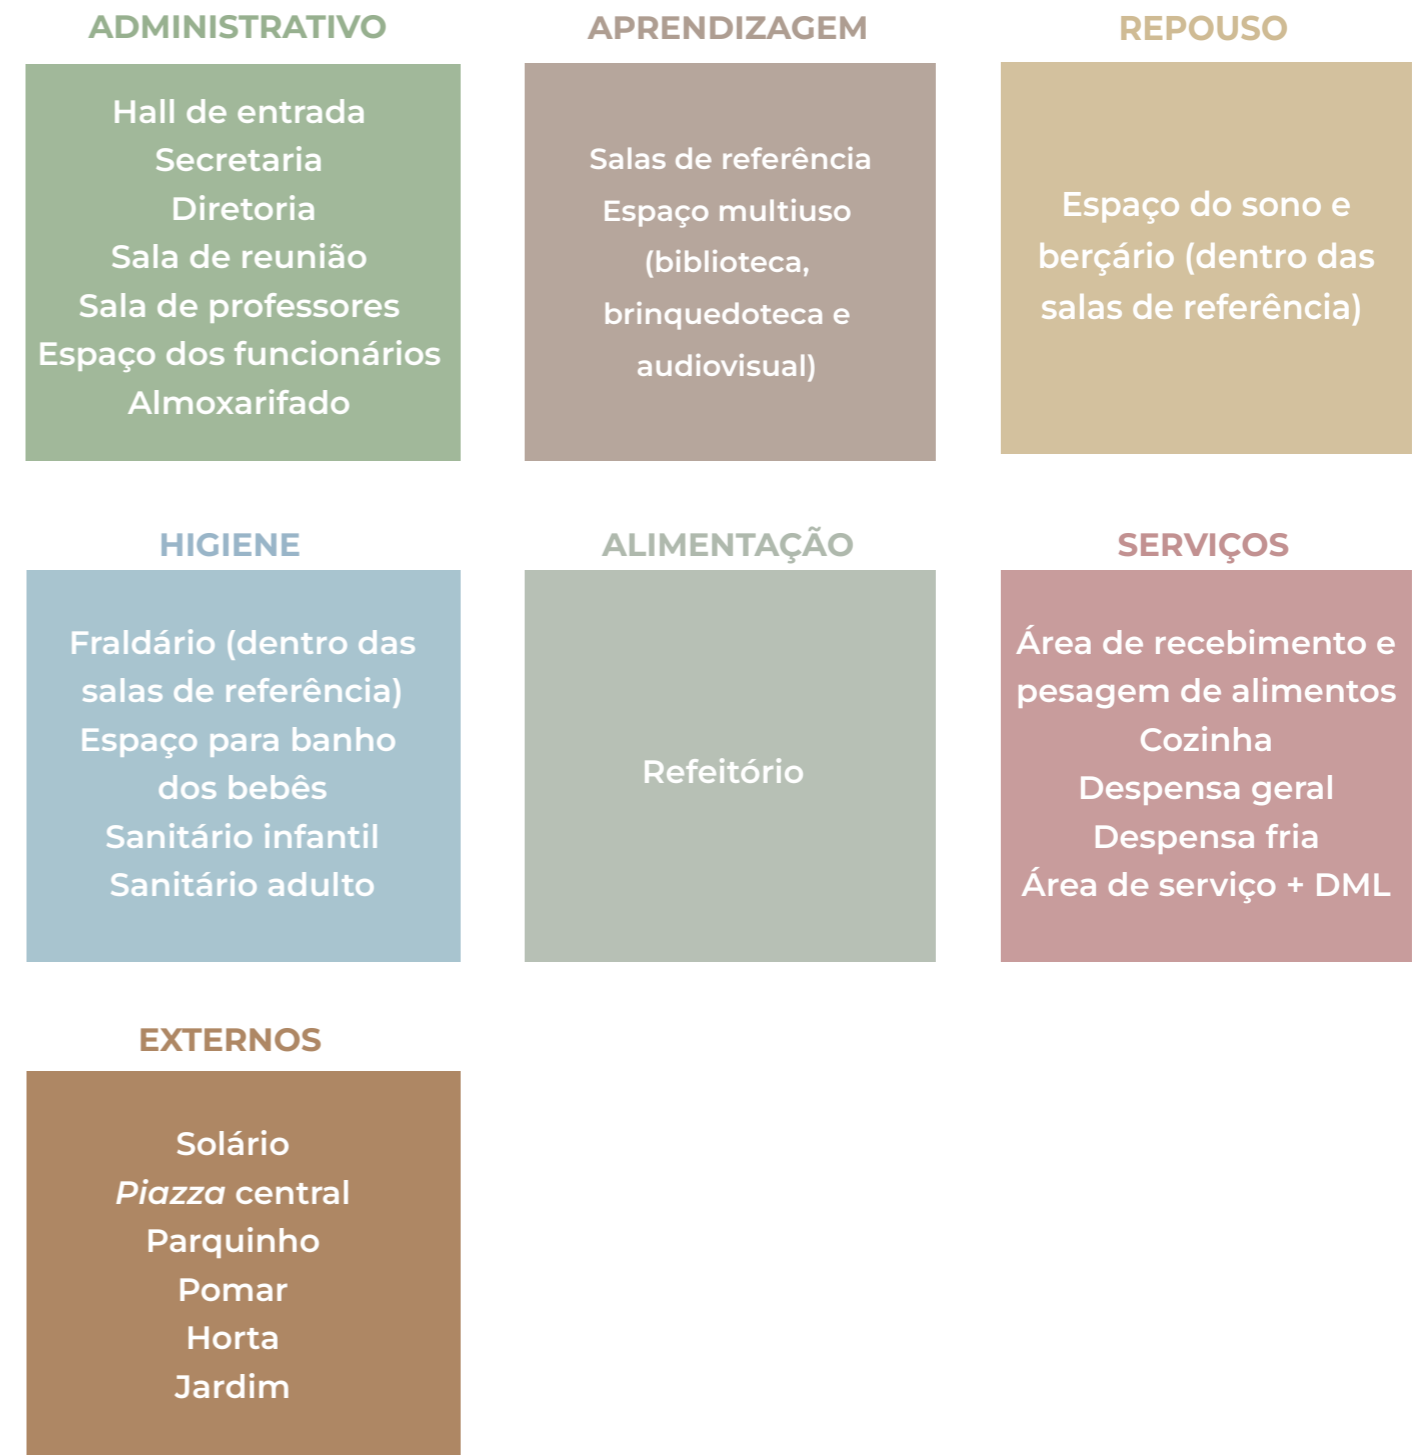 ADMINISTRATIVO
Hall de entrada
Secretaria
Diretoria
Sala de reunião
Sala de professores
Espaço dos funcionários
Almoxarifado
APRENDIZAGEM
Salas de referência
Espaço multiuso
(biblioteca,
brinquedoteca e
audiovisual)
REPOUSO
Espaço do sono e
berçário (dentro das
salas de referência)
HIGIENE
Fraldário (dentro das
salas de referência)
Espaço para banho
dos bebês
Sanitário infantil
Sanitário adulto
ALIMENTAÇÃO
Refeitório
SERVIÇOS
Área de recebimento e
pesagem de alimentos
Cozinha
Despensa geral
Despensa fria
Área de serviço + DML
EXTERNOS
Solário
Piazza central
Parquinho
Pomar
Horta
Jardim